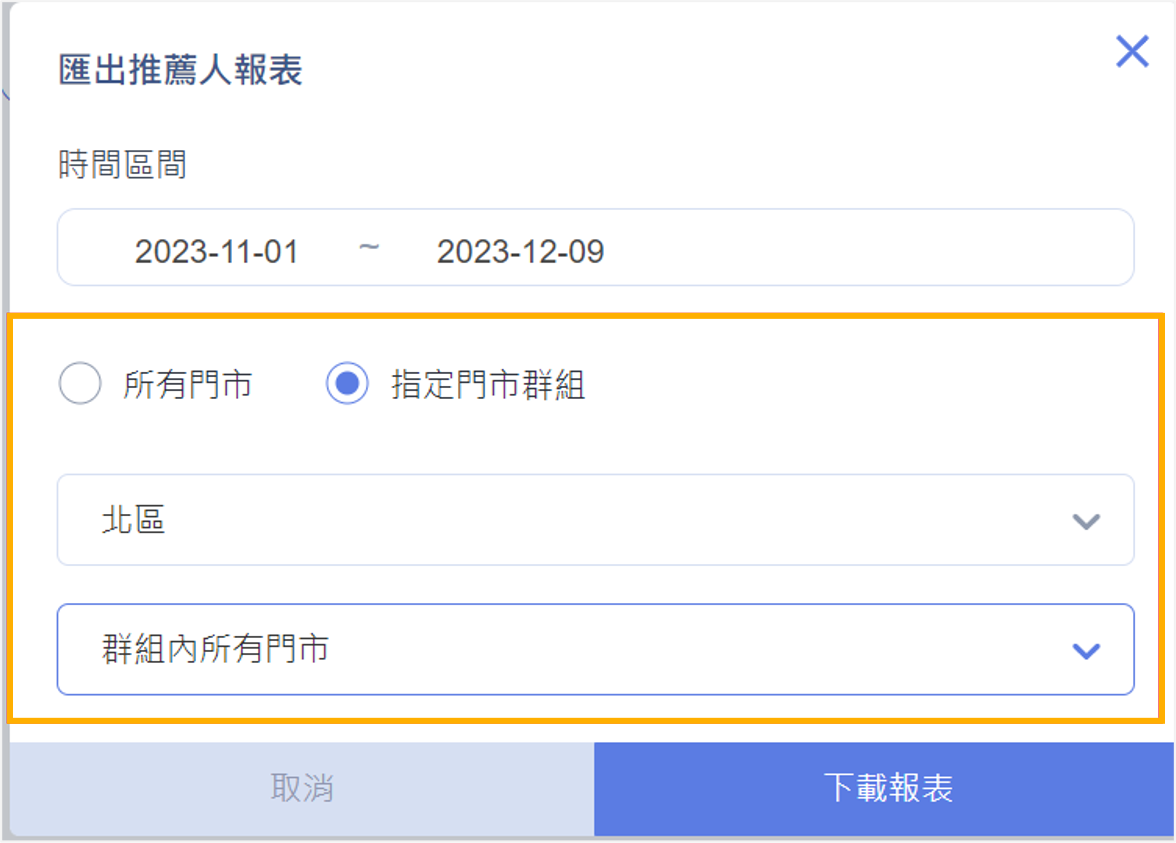 匯出推薦人報表
時間區間
2023-11-01 ~ 2023-12-09
所有門市 指定門市群組
北區
群組內所有門市
取消 下載報表